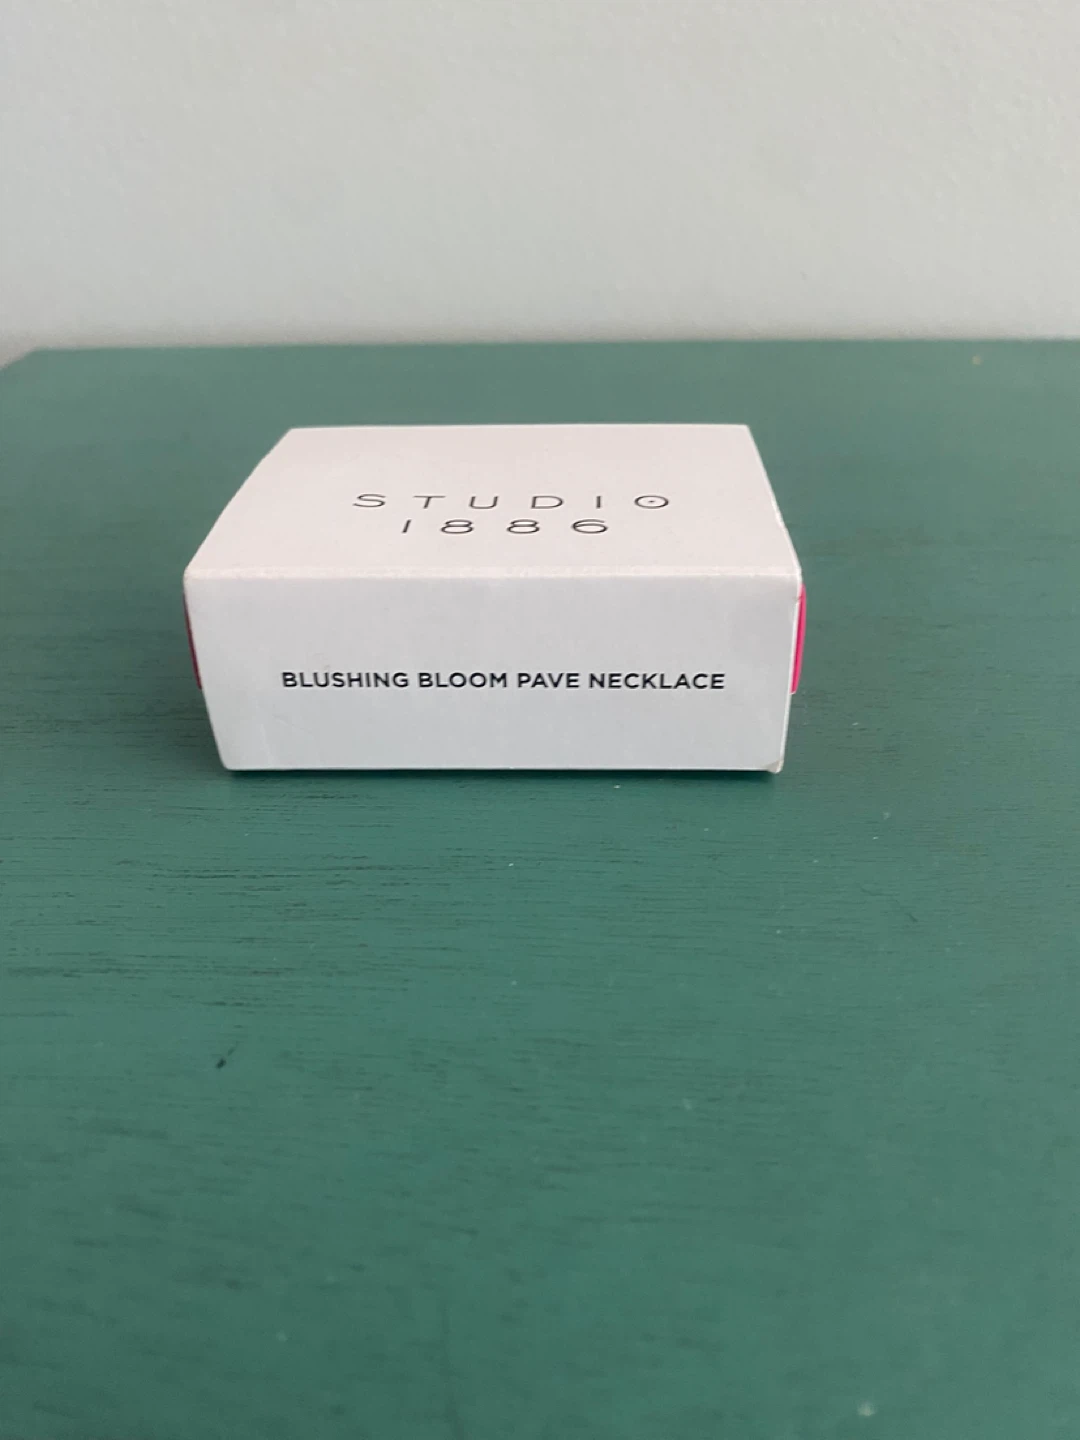 STUDIO
1886
BLUSHING BLOOM PAVE NECKLACE